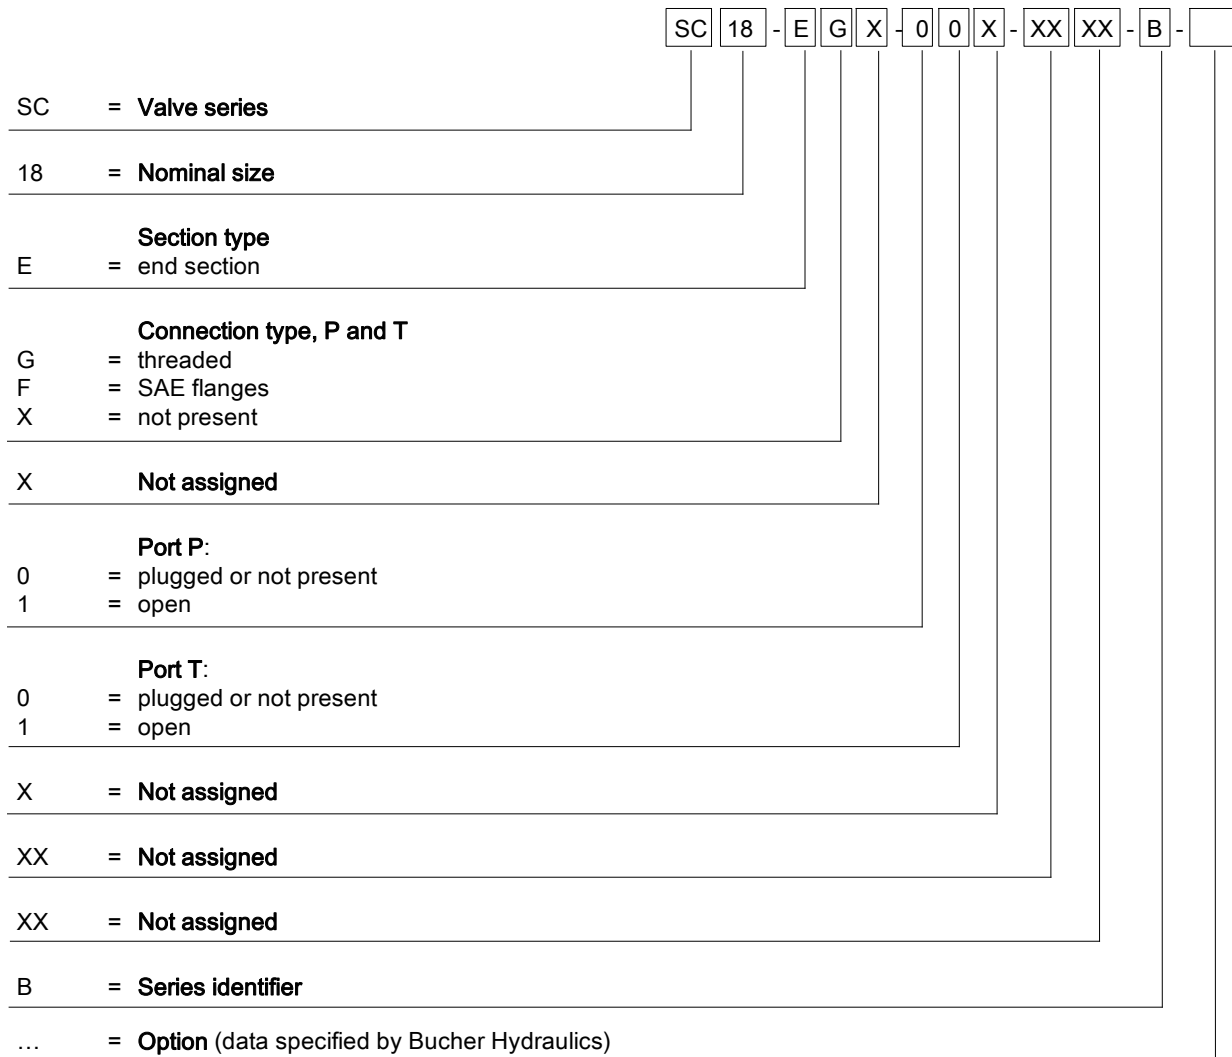 SC 18 - E G X - 0 0 X - XX XX - B -
SC = Valve series
18 = Nominal size
Section type
E = end section
Connection type, P and T
G = threaded
F = SAE flanges
X = not present
X Not assigned
Port P:
0 = plugged or not present
1 = open
Port T:
0 = plugged or not present
1 = open
X = Not assigned
XX = Not assigned
XX = Not assigned
B = Series identifier
… = Option (data specified by Bucher Hydraulics)